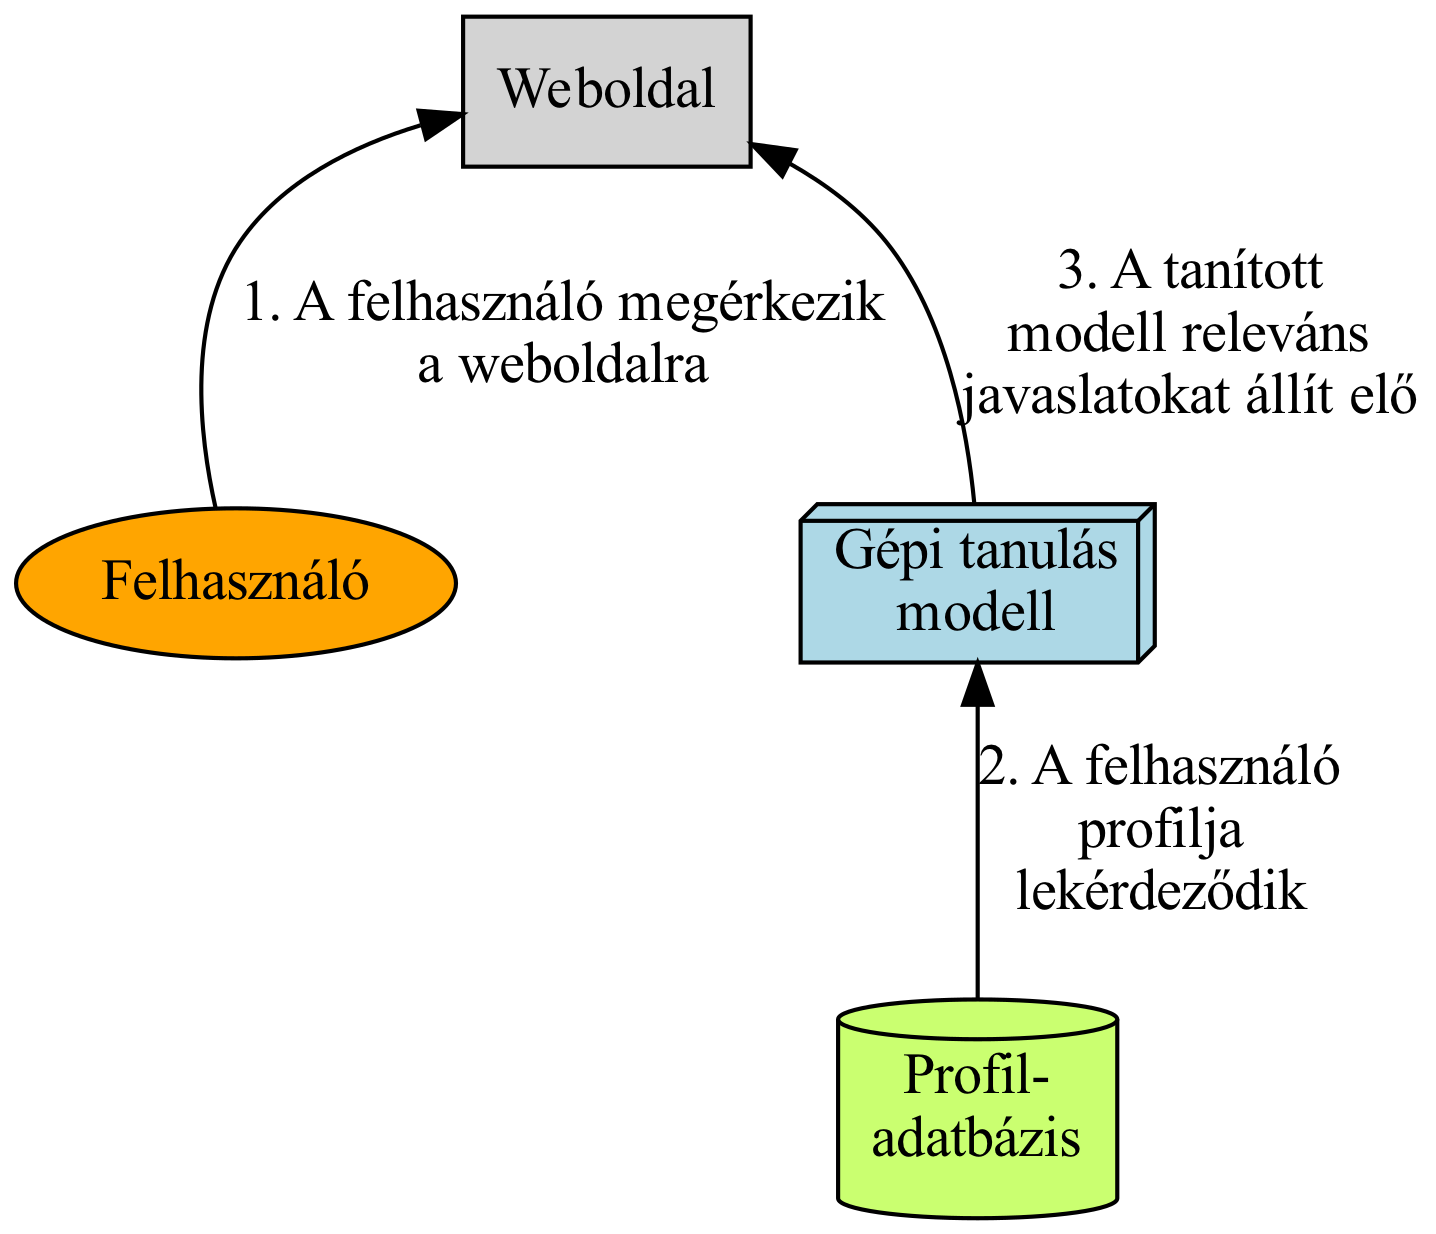 Weboldal
1. A felhasználó megérkezik
a weboldalra
3. A tanított
modell releváns
javaslatokat állít elő
Felhasználó
Gépi tanulás
modell
2. A felhasználó
profilja
lekérdeződik
Profil-
adatbázis